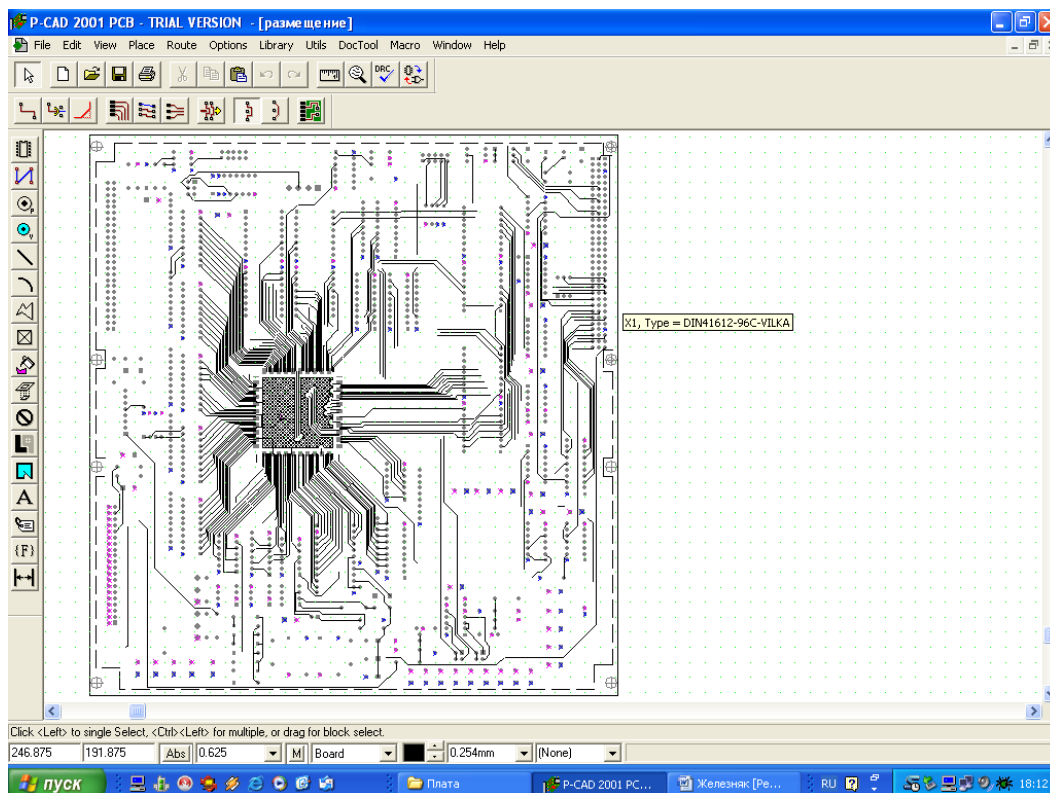 P-CAD 2001 PCB - TRIAL VERSION - [размещение]
File Edit View Place Route Options Library Utils DocTool Macro Window Help
DRC
P
V
X1, Type = DIN41612-96C-VILKA
A
{F}
Click <Left> to single Select, <Ctrl><Left> for multiple, or drag for block select.
246.875 191.875 Abs 0.625 M Board 0.254mm (None)
пуск Плата P-CAD 2001 PC... Железняк [Ре... RU 18:12